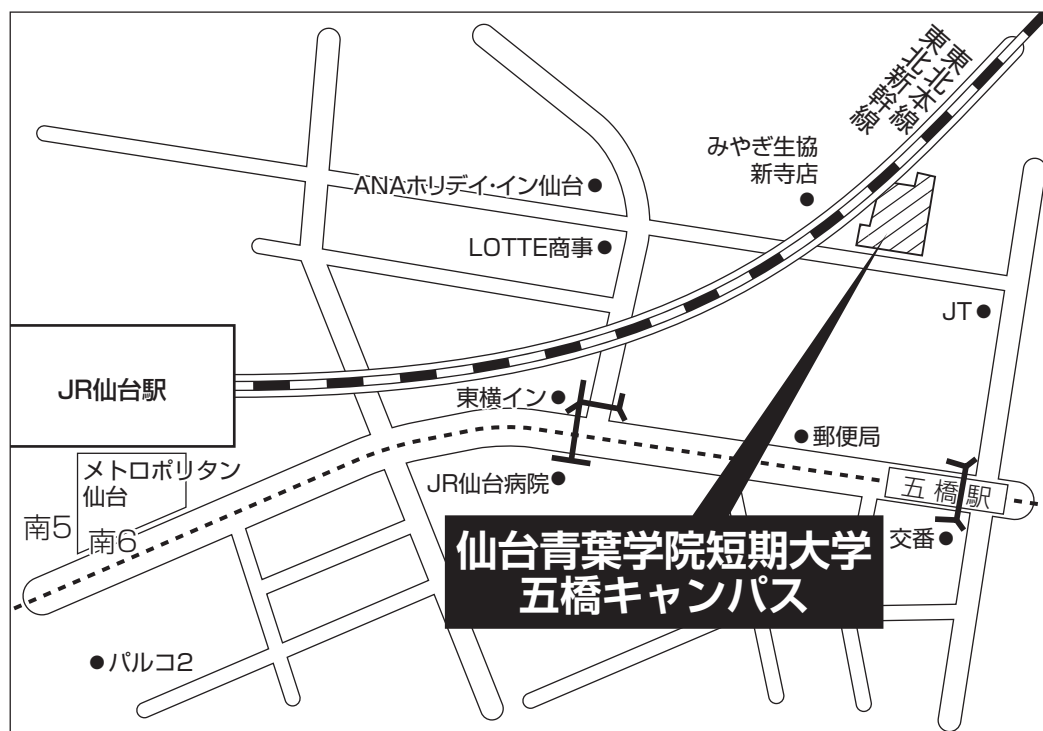 東北本線
東北新幹線
みやぎ生協
新寺店
ANAホリデイ・イン仙台
LOTTE商事
JT
JR仙台駅
東横イン
郵便局
メトロポリタン
仙台
JR仙台病院
五橋駅
南5
南6
交番
仙台青葉学院短期大学
五橋キャンパス
パルコ2